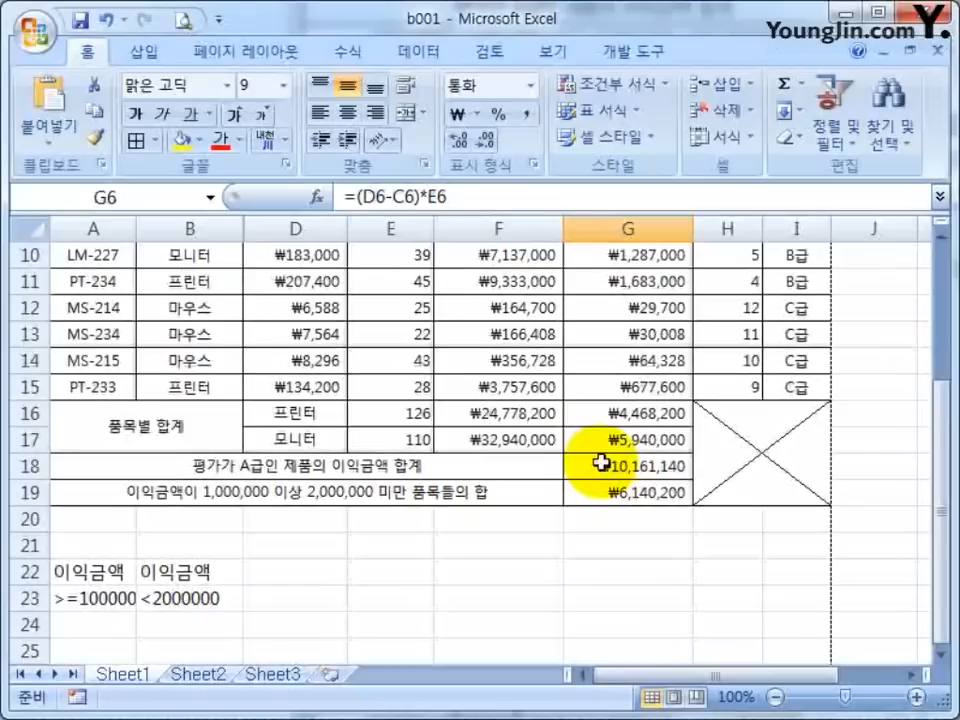 b001 - Microsoft Excel
YoungJin.com Y.
홈 삽입 페이지 레이아웃 수식 데이터 검토 보기 개발 도구
맑은 고딕 9 통화 조건부 서식 삽입 Σ
붙여넣기 가 가 가 가 가 ₩ % , 표 서식 삭제 정렬 및 필터 찾기 및 선택
가 내천 셀 스타일 서식
클립보드 글꼴 맞춤 표시 형식 스타일 셀 편집
G6 fx =(D6-C6)*E6
A B D E F G H I J
10 LM-227 모니터 ₩183,000 39 ₩7,137,000 ₩1,287,000 5 B급
11 PT-234 프린터 ₩207,400 45 ₩9,333,000 ₩1,683,000 4 B급
12 MS-214 마우스 ₩6,588 25 ₩164,700 ₩29,700 12 C급
13 MS-234 마우스 ₩7,564 22 ₩166,408 ₩30,008 11 C급
14 MS-215 마우스 ₩8,296 43 ₩356,728 ₩64,328 10 C급
15 PT-233 프린터 ₩134,200 28 ₩3,757,600 ₩677,600 9 C급
16 품목별 합계 프린터 126 ₩24,778,200 ₩4,468,200
17 모니터 110 ₩32,940,000 ₩5,940,000
18 평가가 A급인 제품의 이익금액 합계 ₩10,161,140
19 이익금액이 1,000,000 이상 2,000,000 미만 품목들의 합 ₩6,140,200
20
21
22 이익금액 이익금액
23 >=100000 <2000000
24
25
Sheet1 Sheet2 Sheet3
준비 100%